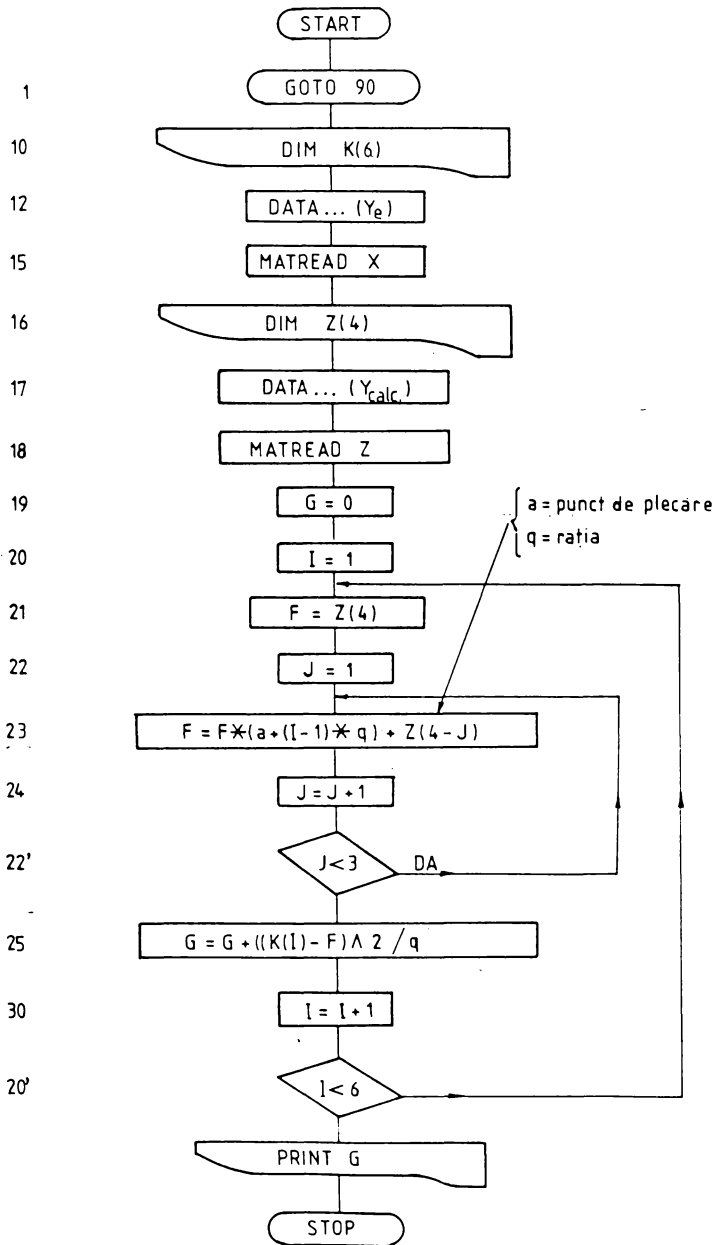 START
1 GOTO 90
10 DIM K(6)
12 DATA... (Ye)
15 MATREAD X
16 DIM Z(4)
17 DATA... (Ycalc.)
18 MATREAD Z
19 G = 0
a = punct de plecare
q = rația
20 I = 1
21 F = Z(4)
22 J = 1
23 F = F*(a+(I-1)* q) + Z(4-J)
24 J = J+1
22' J<3 DA
25 G = G + ((K(I) - F) Λ 2 / q
30 I = I + 1
20' I< 6
PRINT G
STOP